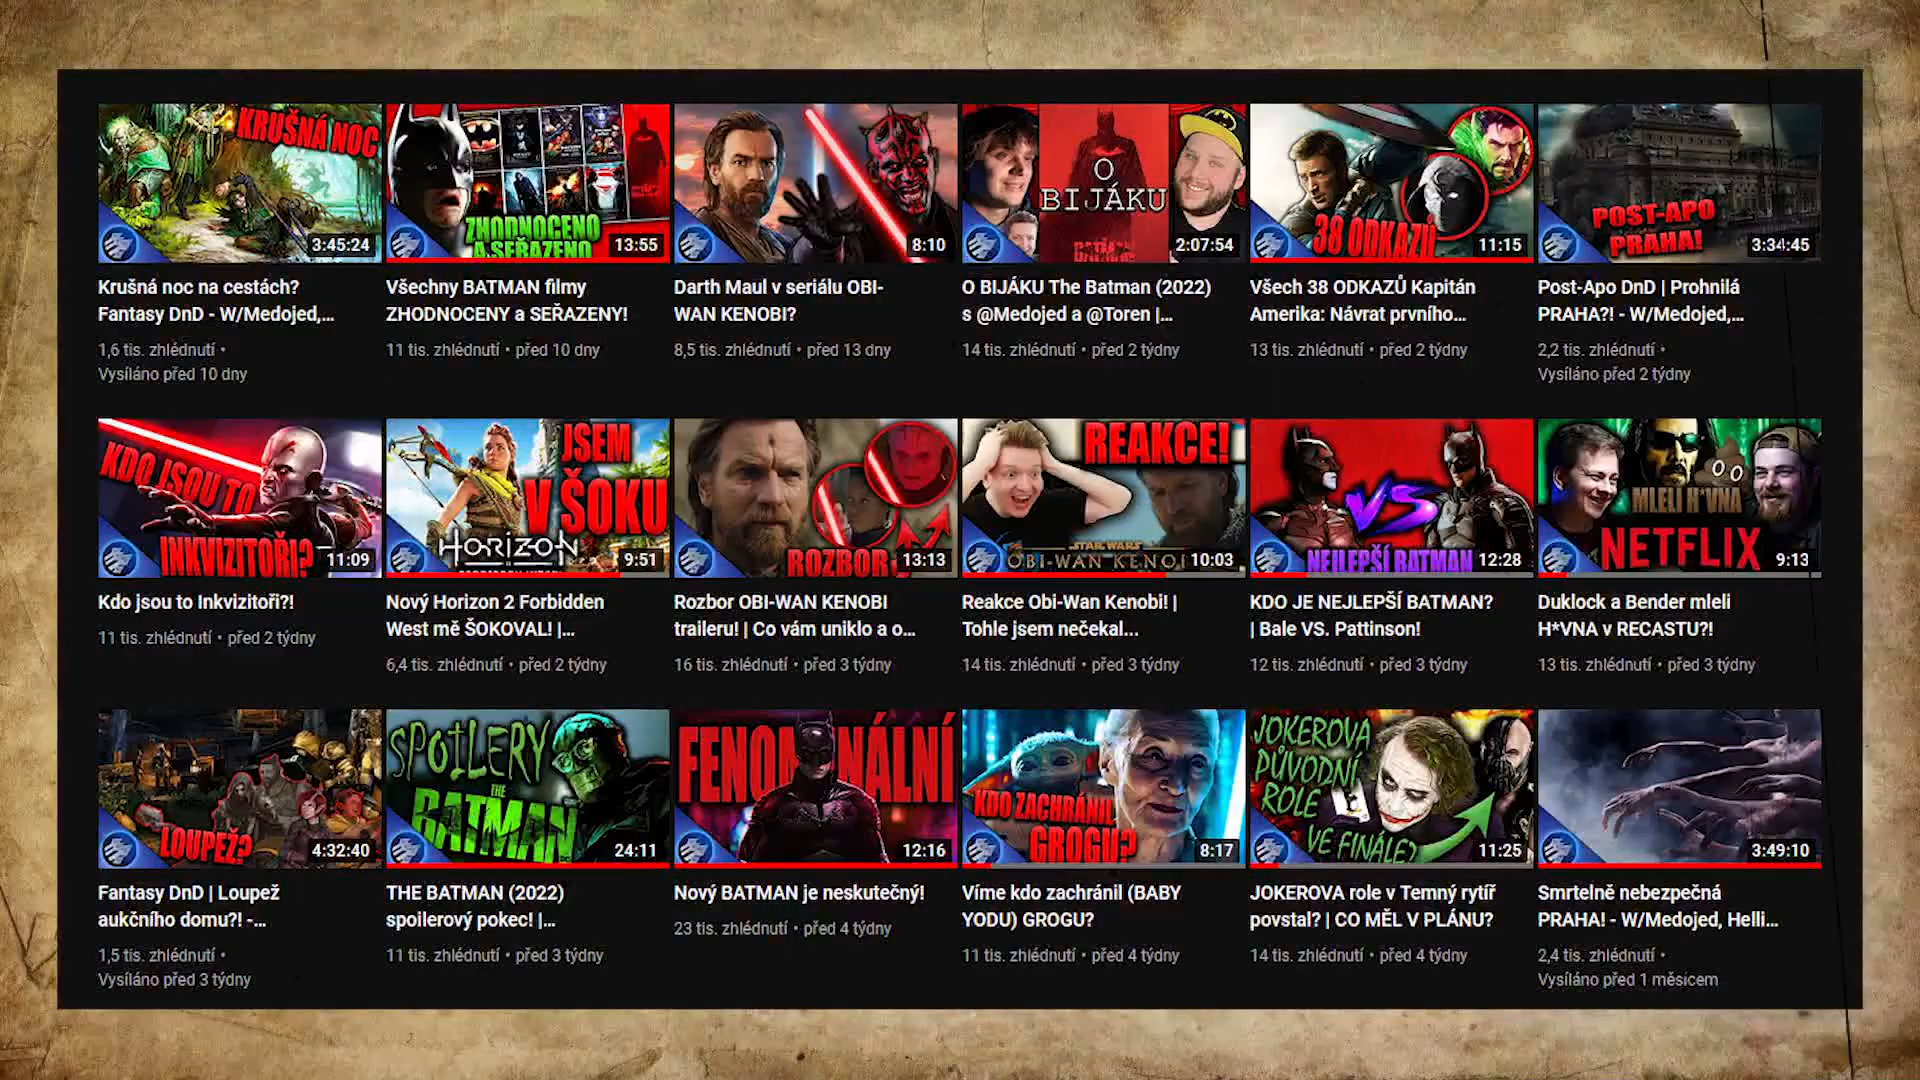 KRUŠNÁ NOC
3:45:24
Krušná noc na cestách?
Fantasy DnD - W/Medojed,...
1,6 tis. zhlédnutí •
Vysíláno před 10 dny
ZHODNOCENO
A SEŘAZENO
13:55
Všechny BATMAN filmy
ZHODNOCENY a SEŘAZENY!
11 tis. zhlédnutí • před 10 dny
8:10
Darth Maul v seriálu OBI-
WAN KENOBI?
8,5 tis. zhlédnutí • před 13 dny
O
BIJÁKU
BATMAN
2:07:54
O BIJÁKU The Batman (2022)
s @Medojed a @Toren |...
14 tis. zhlédnutí • před 2 týdny
38 ODKAZŮ
11:15
Všech 38 ODKAZŮ Kapitán
Amerika: Návrat prvního...
13 tis. zhlédnutí • před 2 týdny
POST-APO
PRAHA!
3:34:45
Post-Apo DnD | Prohnilá
PRAHA?! - W/Medojed,...
2,2 tis. zhlédnutí •
Vysíláno před 2 týdny
KDO JSOU TO
INKVIZITOŘI?
11:09
Kdo jsou to Inkvizitoři?!
11 tis. zhlédnutí • před 2 týdny
JSEM
V ŠOKU
HORIZON
9:51
Nový Horizon 2 Forbidden
West mě ŠOKOVAL! |...
6,4 tis. zhlédnutí • před 2 týdny
ROZBOR
13:13
Rozbor OBI-WAN KENOBI
traileru! | Co vám uniklo a o...
16 tis. zhlédnutí • před 3 týdny
REAKCE!
STAR WARS
OBI-WAN KENOBI
10:03
Reakce Obi-Wan Kenobi! |
Tohle jsem nečekal...
14 tis. zhlédnutí • před 3 týdny
VS
NEJLEPŠÍ BATMAN
12:28
KDO JE NEJLEPŠÍ BATMAN?
| Bale VS. Pattinson!
12 tis. zhlédnutí • před 3 týdny
MLELI H*VNA
NETFLIX
9:13
Duklock a Bender mleli
H*VNA v RECASTU?!
13 tis. zhlédnutí • před 3 týdny
LOUPEŽ?
4:32:40
Fantasy DnD | Loupež
aukčního domu?! -...
1,5 tis. zhlédnutí •
Vysíláno před 3 týdny
SPOILERY
THE
BATMAN
24:11
THE BATMAN (2022)
spoilerový pokec! |...
11 tis. zhlédnutí • před 3 týdny
FENOMENÁLNÍ
12:16
Nový BATMAN je neskutečný!
23 tis. zhlédnutí • před 4 týdny
KDO ZACHRÁNIL
GROGU?
8:17
Víme kdo zachránil (BABY
YODU) GROGU?
11 tis. zhlédnutí • před 4 týdny
JOKEROVA
PŮVODNÍ
ROLE
VE FINÁLE?
11:25
JOKEROVA role v Temný rytíř
povstal? | CO MĚL V PLÁNU?
14 tis. zhlédnutí • před 4 týdny
3:49:10
Smrtelně nebezpečná
PRAHA! - W/Medojed, Helli...
2,4 tis. zhlédnutí •
Vysíláno před 1 měsícem